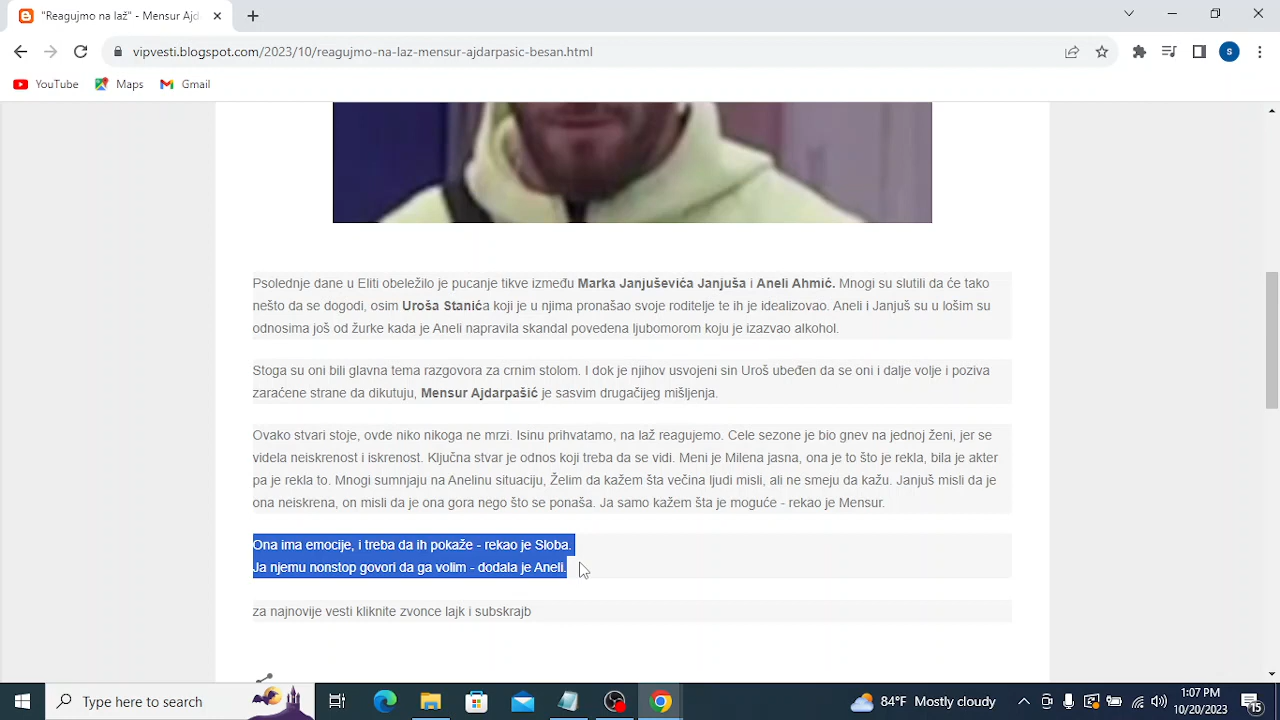 "Reagujmo na laž" - Mensur Ajd
vipvesti.blogspot.com/2023/10/reagujmo-na-laz-mensur-ajdarpasic-besan.html
S
YouTube
Maps
Gmail
Psolednje dane u Eliti obeležilo je pucanje tikve između Marka Janjuševića Janjuša i Aneli Ahmić. Mnogi su slutili da će tako
nešto da se dogodi, osim Uroša Stanića koji je u njima pronašao svoje roditelje te ih je idealizovao. Aneli i Janjuš su u lošim su
odnosima još od žurke kada je Aneli napravila skandal povedena ljubomorom koju je izazvao alkohol.
Stoga su oni bili glavna tema razgovora za crnim stolom. I dok je njihov usvojeni sin Uroš ubeđen da se oni i dalje volje i poziva
zaraćene strane da dikutuju, Mensur Ajdarpašić je sasvim drugačijeg mišljenja.
Ovako stvari stoje, ovde niko nikoga ne mrzi. Isinu prihvatamo, na laž reagujemo. Cele sezone je bio gnev na jednoj ženi, jer se
videla neiskrenost i iskrenost. Ključna stvar je odnos koji treba da se vidi. Meni je Milena jasna, ona je to što je rekla, bila je akter
pa je rekla to. Mnogi sumnjaju na Anelinu situaciju, Želim da kažem šta većina ljudi misli, ali ne smeju da kažu. Janjuš misli da je
ona neiskrena, on misli da je ona gora nego što se ponaša. Ja samo kažem šta je moguće - rekao je Mensur.
Ona ima emocije, i treba da ih pokaže - rekao je Sloba.
Ja njemu nonstop govori da ga volim - dodala je Aneli.
za najnovije vesti kliknite zvonce lajk i subskrajb
Type here to search
84°F Mostly cloudy
1:07 PM
10/20/2023
15